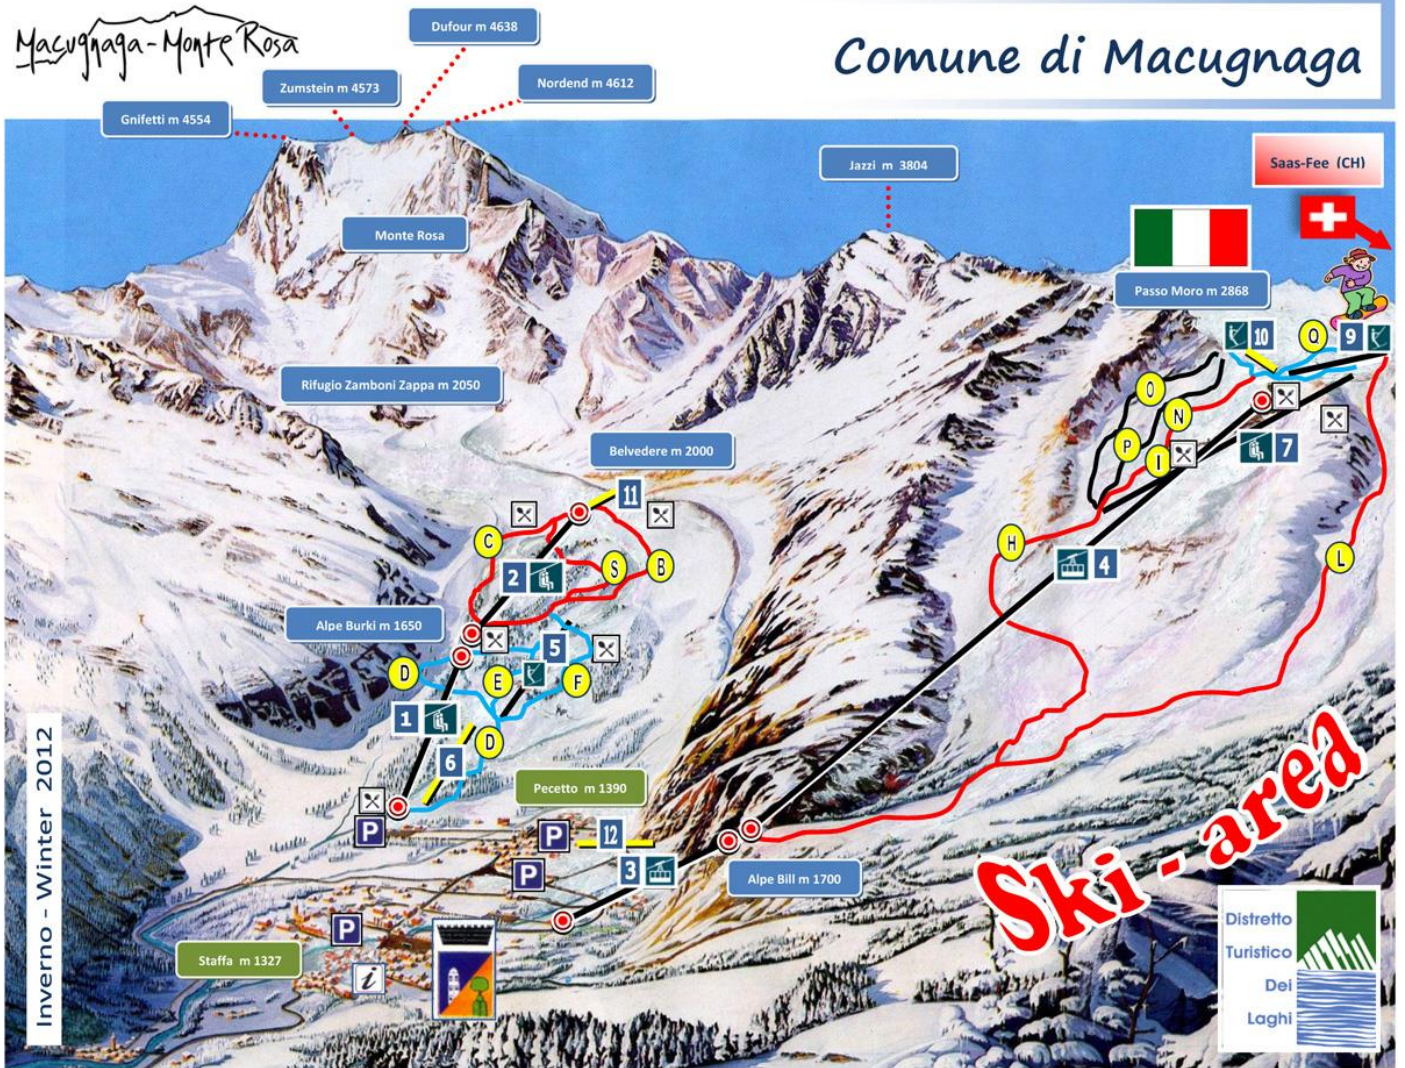 Macugnaga-Monte Rosa
Comune di Macugnaga
Dufour m 4638
Zumstein m 4573
Nordend m 4612
Gnifetti m 4554
Jazzi m 3804
Saas-Fee (CH)
Monte Rosa
Passo Moro m 2868
10
Q
9
Rifugio Zamboni Zappa m 2050
O
N
Belvedere m 2000
P
I
7
11
C
H
B
S
L
2
4
Alpe Burki m 1650
5
D
E
F
1
D
6
Pecetto m 1390
P
P
12
3
P
Alpe Bill m 1700
Ski - area
P
Staffa m 1327
i
Inverno - Winter 2012
Distretto
Turistico
Dei
Laghi